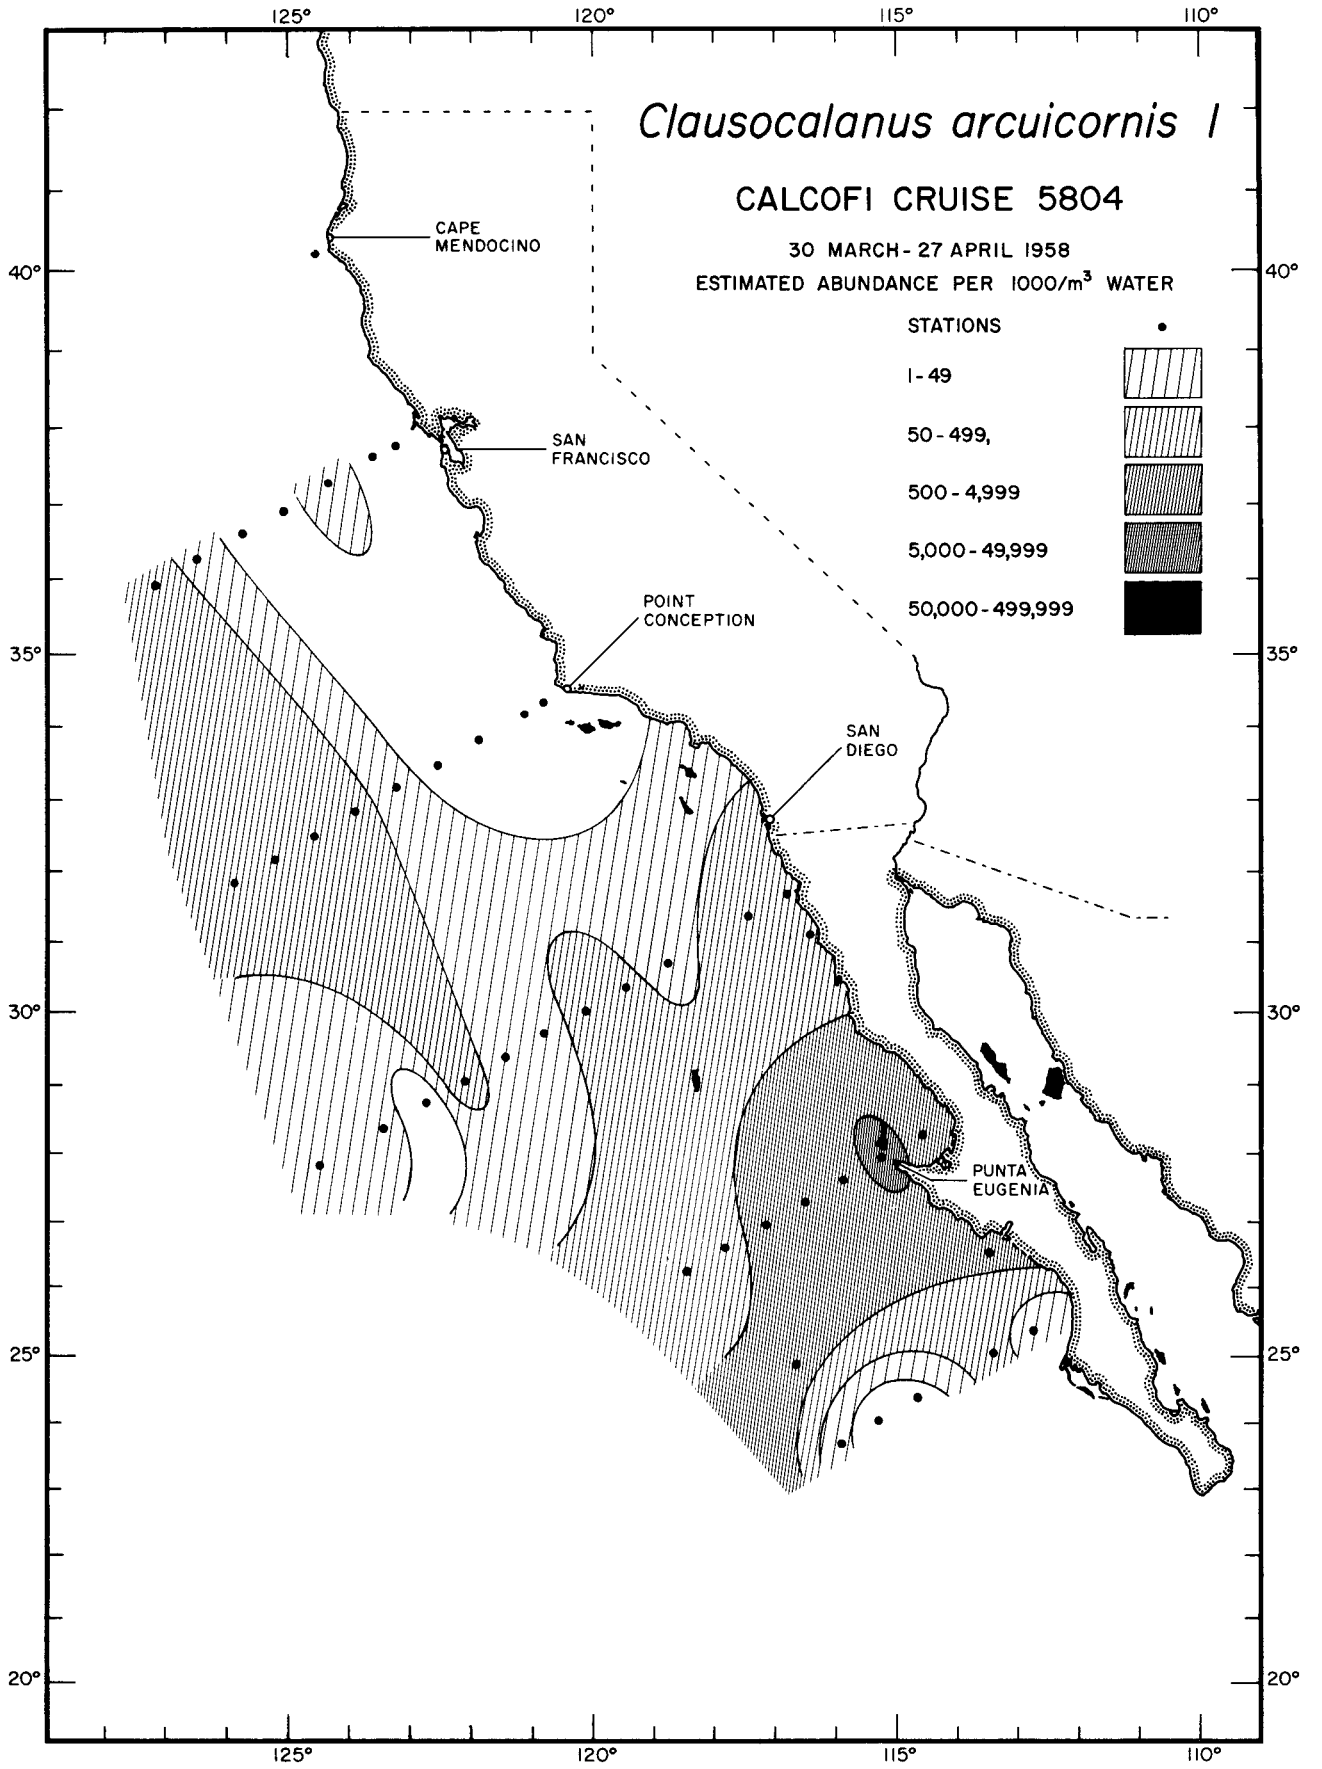 125° 120° 115° 110°
Clausocalanus arcuicornis I
CALCOFI CRUISE 5804
30 MARCH - 27 APRIL 1958
ESTIMATED ABUNDANCE PER 1000/m³ WATER
STATIONS
1 - 49
50 - 499,
500 - 4,999
5,000 - 49,999
50,000 - 499,999
CAPE
MENDOCINO
40° 40°
SAN
FRANCISCO
POINT
CONCEPTION
35° 35°
SAN
DIEGO
30° 30°
PUNTA
EUGENIA
25° 25°
20° 20°
125° 120° 115° 110°